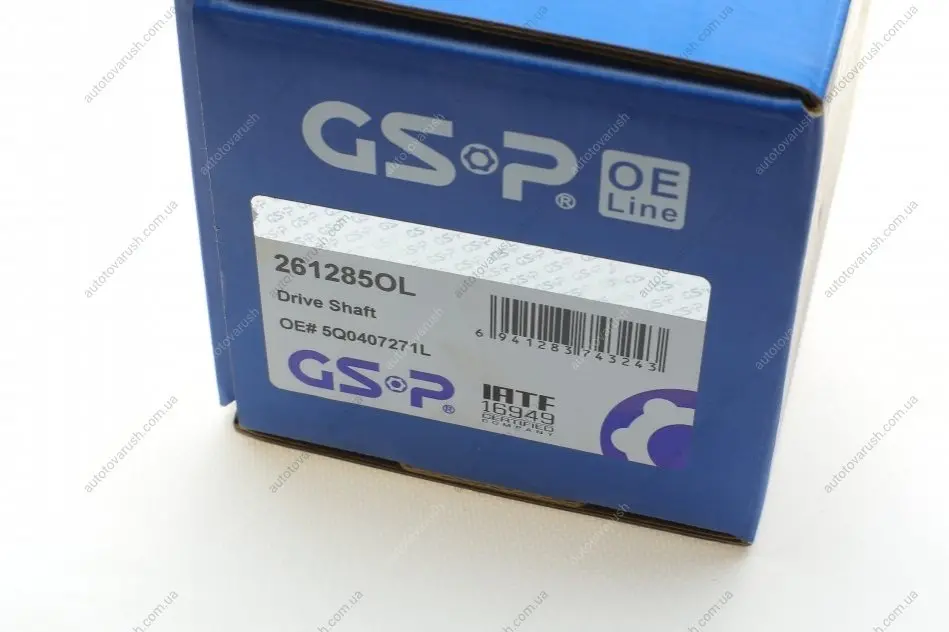 GSP®
OE
Line
261285OL
Drive Shaft
OE# 5Q0407271L
6 941283 743243
GSP®
IATF
16949
CERTIFIED
COMPANY
autotovarush.com.ua